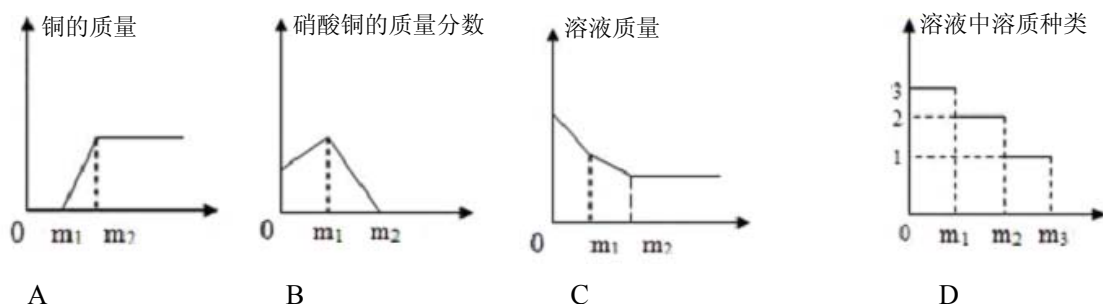 铜的质量
0 m₁ m₂
A
硝酸铜的质量分数
0 m₁ m₂
B
溶液质量
0 m₁ m₂
C
溶液中溶质种类
3
2
1
0 m₁ m₂ m₃
D